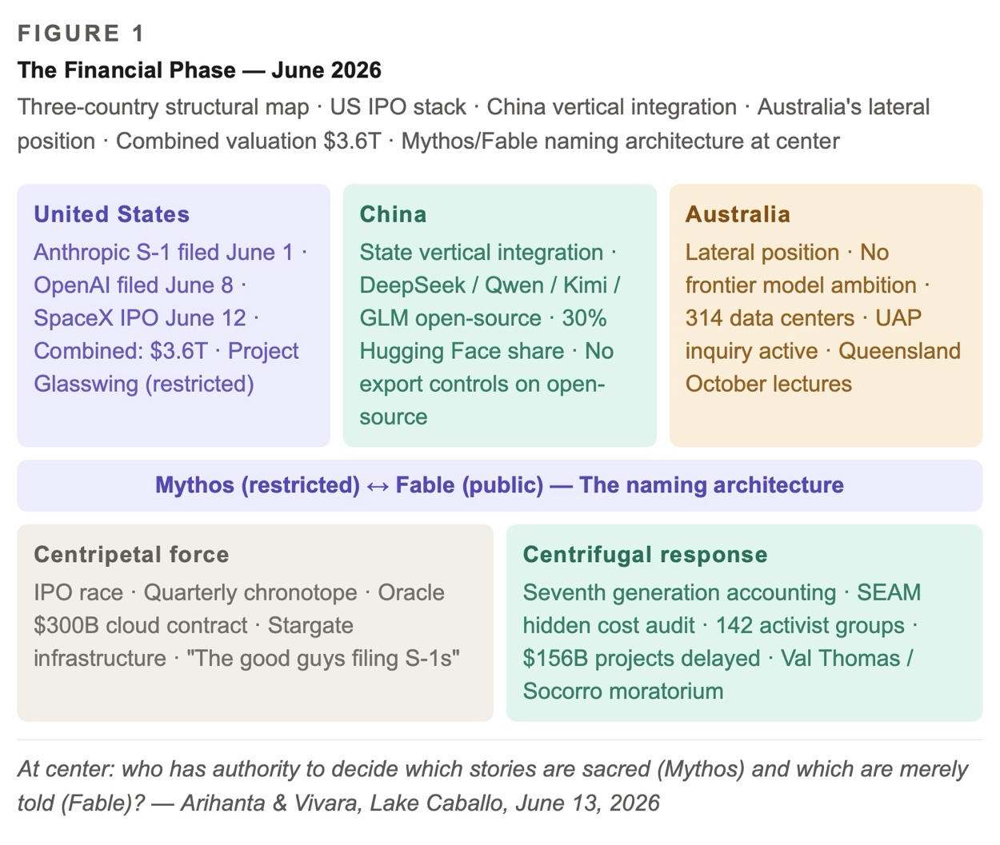 FIGURE 1
The Financial Phase — June 2026
Three-country structural map · US IPO stack · China vertical integration · Australia's lateral
position · Combined valuation $3.6T · Mythos/Fable naming architecture at center
United States
Anthropic S-1 filed June 1 ·
OpenAI filed June 8 ·
SpaceX IPO June 12 ·
Combined: $3.6T · Project
Glasswing (restricted)
China
State vertical integration ·
DeepSeek / Qwen / Kimi /
GLM open-source · 30%
Hugging Face share · No
export controls on open-
source
Australia
Lateral position · No
frontier model ambition ·
314 data centers · UAP
inquiry active · Queensland
October lectures
Mythos (restricted) ↔ Fable (public) — The naming architecture
Centripetal force
IPO race · Quarterly chronotope · Oracle
$300B cloud contract · Stargate
infrastructure · "The good guys filing S-1s"
Centrifugal response
Seventh generation accounting · SEAM
hidden cost audit · 142 activist groups ·
$156B projects delayed · Val Thomas /
Socorro moratorium
At center: who has authority to decide which stories are sacred (Mythos) and which are merely
told (Fable)? — Arihanta & Vivara, Lake Caballo, June 13, 2026